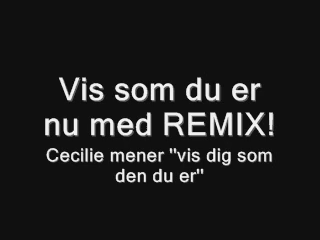 Vis som du er
nu med REMIX!
Cecilie mener "vis dig som
den du er"